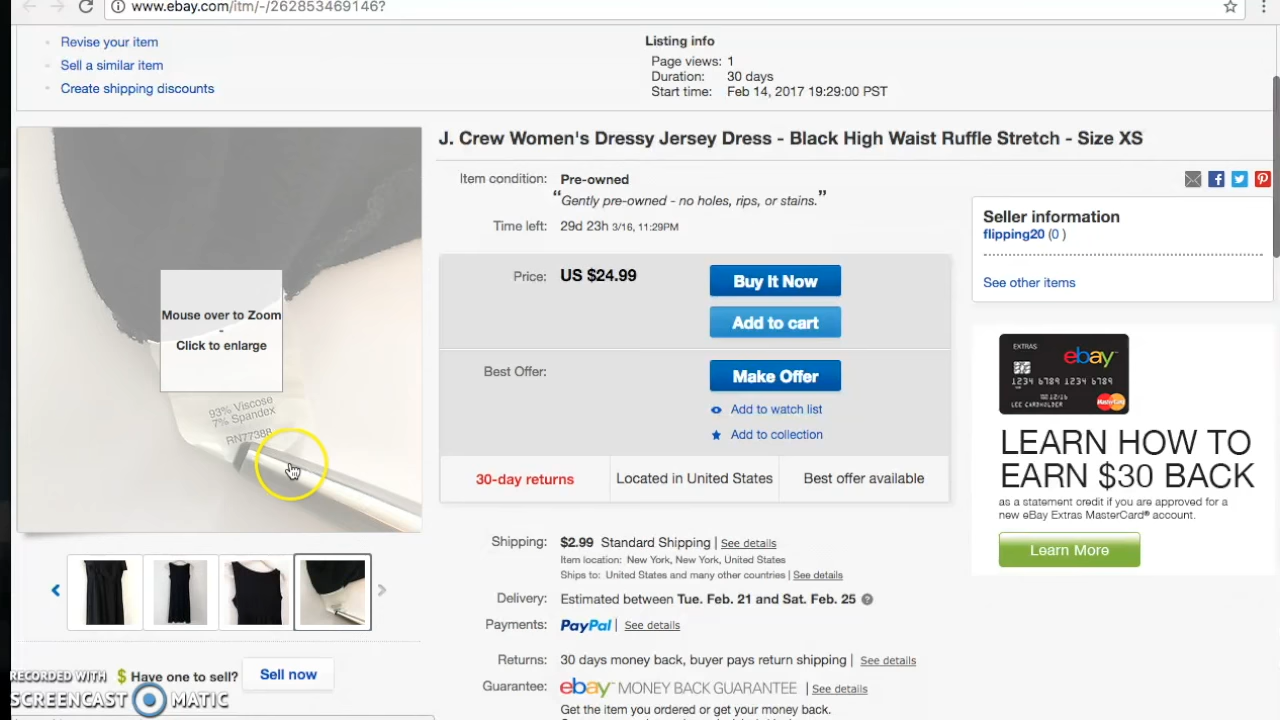 www.ebay.com/itm/-/262853469146?
Revise your item
Sell a similar item
Create shipping discounts
Listing info
Page views: 1
Duration: 30 days
Start time: Feb 14, 2017 19:29:00 PST
J. Crew Women's Dressy Jersey Dress - Black High Waist Ruffle Stretch - Size XS
Item condition: Pre-owned
“Gently pre-owned - no holes, rips, or stains.”
Time left: 29d 23h 3/16, 11:29PM
Price: US $24.99
Buy It Now
Add to cart
Best Offer:
Make Offer
Add to watch list
Add to collection
30-day returns
Located in United States
Best offer available
Shipping: $2.99 Standard Shipping | See details
Item location: New York, New York, United States
Ships to: United States and many other countries | See details
Delivery: Estimated between Tue. Feb. 21 and Sat. Feb. 25
Payments: PayPal | See details
Returns: 30 days money back, buyer pays return shipping | See details
Guarantee: ebay MONEY BACK GUARANTEE | See details
Get the item you ordered or get your money back.
Mouse over to Zoom
-
Click to enlarge
93% Viscose
7% Spandex
RN77388
Have one to sell? Sell now
RECORDED WITH
SCREENCAST MATIC
Seller information
flipping20 (0 )
See other items
EXTRAS
ebay
1234 6789 1234 6789
LEE CARDHOLDER
MasterCard
LEARN HOW TO
EARN $30 BACK
as a statement credit if you are approved for a
new eBay Extras MasterCard® account.
Learn More